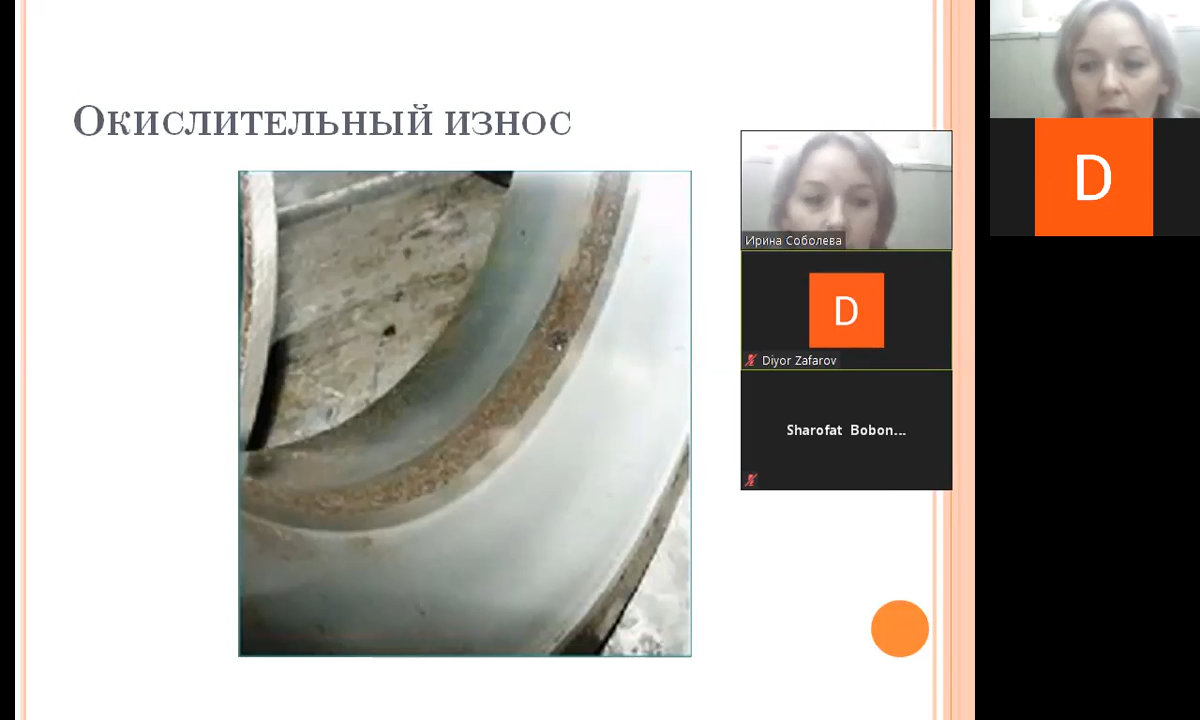 Окислительный износ
Ирина Соболева
D
Diyor Zafarov
Sharofat Bobon...
D